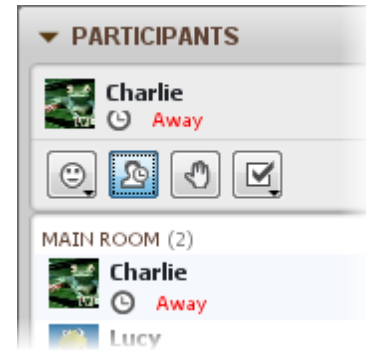 PARTICIPANTS
Charlie
Away
MAIN ROOM (2)
Charlie
Away
Lucy